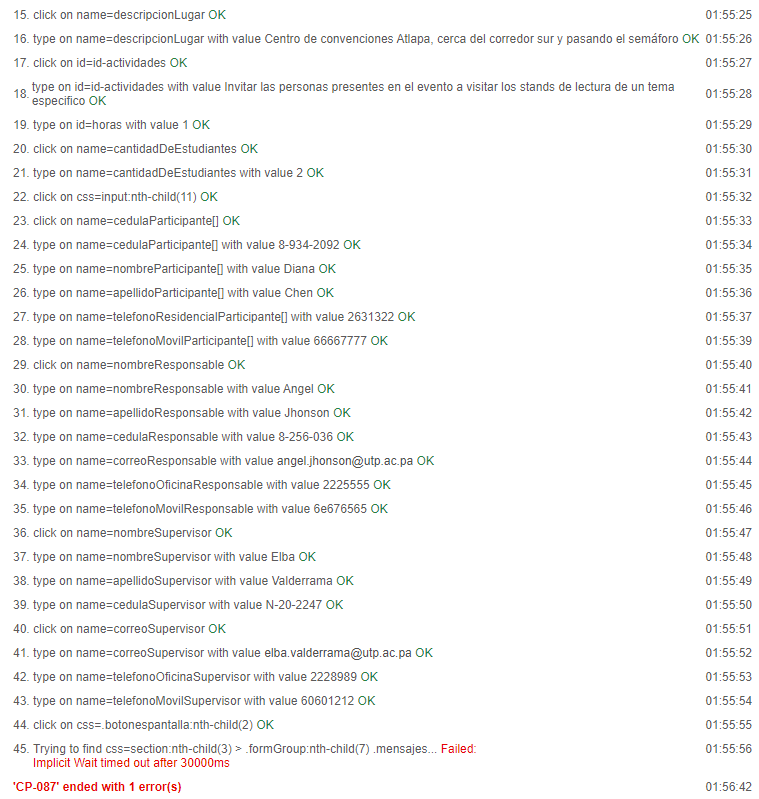 15. click on name=descripcionLugar OK 01:55:25
16. type on name=descripcionLugar with value Centro de convenciones Atlapa, cerca del corredor sur y pasando el semáforo OK 01:55:26
17. click on id=id-actividades OK 01:55:27
18. type on id=id-actividades with value Invitar las personas presentes en el evento a visitar los stands de lectura de un tema
especifico OK 01:55:28
19. type on id=horas with value 1 OK 01:55:29
20. click on name=cantidadDeEstudiantes OK 01:55:30
21. type on name=cantidadDeEstudiantes with value 2 OK 01:55:31
22. click on css=input:nth-child(11) OK 01:55:32
23. click on name=cedulaParticipante[] OK 01:55:33
24. type on name=cedulaParticipante[] with value 8-934-2092 OK 01:55:34
25. type on name=nombreParticipante[] with value Diana OK 01:55:35
26. type on name=apellidoParticipante[] with value Chen OK 01:55:36
27. type on name=telefonoResidencialParticipante[] with value 2631322 OK 01:55:37
28. type on name=telefonoMovilParticipante[] with value 66667777 OK 01:55:39
29. click on name=nombreResponsable OK 01:55:40
30. type on name=nombreResponsable with value Angel OK 01:55:41
31. type on name=apellidoResponsable with value Jhonson OK 01:55:42
32. type on name=cedulaResponsable with value 8-256-036 OK 01:55:43
33. type on name=correoResponsable with value angel.jhonson@utp.ac.pa OK 01:55:44
34. type on name=telefonoOficinaResponsable with value 2225555 OK 01:55:45
35. type on name=telefonoMovilResponsable with value 6e676565 OK 01:55:46
36. click on name=nombreSupervisor OK 01:55:47
37. type on name=nombreSupervisor with value Elba OK 01:55:48
38. type on name=apellidoSupervisor with value Valderrama OK 01:55:49
39. type on name=cedulaSupervisor with value N-20-2247 OK 01:55:50
40. click on name=correoSupervisor OK 01:55:51
41. type on name=correoSupervisor with value elba.valderrama@utp.ac.pa OK 01:55:52
42. type on name=telefonoOficinaSupervisor with value 2228989 OK 01:55:53
43. type on name=telefonoMovilSupervisor with value 60601212 OK 01:55:54
44. click on css=.botonespantalla:nth-child(2) OK 01:55:55
45. Trying to find css=section:nth-child(3) > .formGroup:nth-child(7) .mensajes... Failed: 01:55:56
Implicit Wait timed out after 30000ms
'CP-087' ended with 1 error(s) 01:56:42